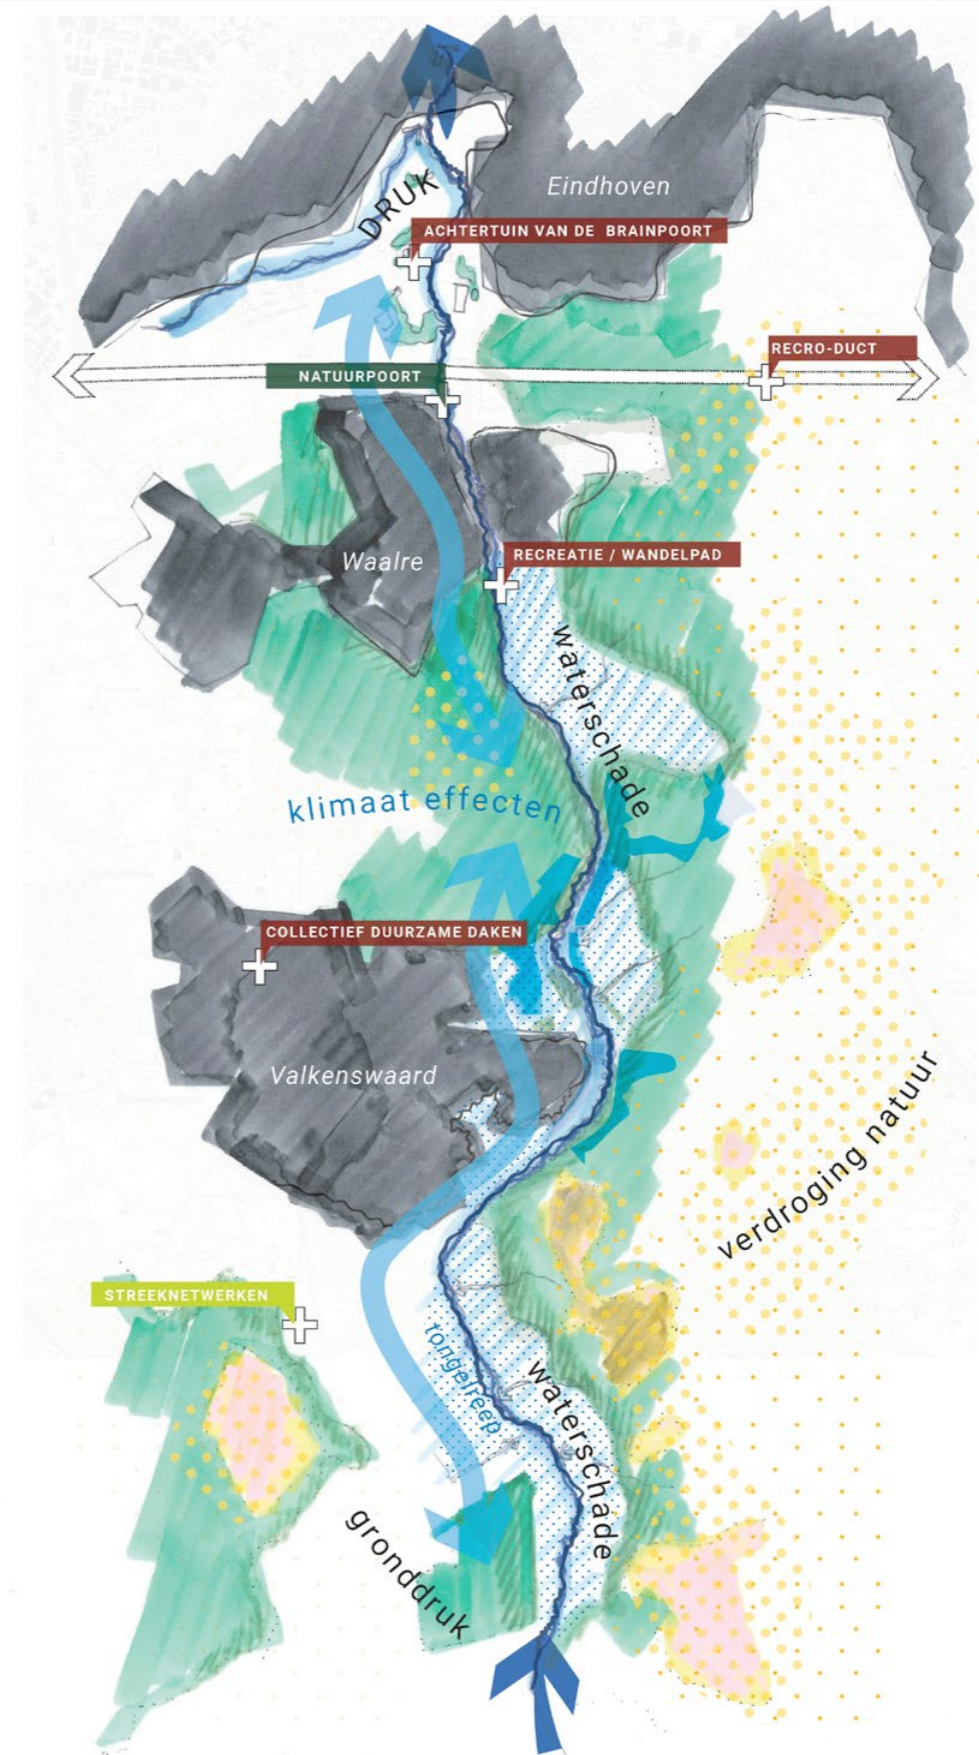 Eindhoven
DRUK
ACHTERTUIN VAN DE BRAINPOORT
RECRO-DUCT
NATUURPOORT
RECREATIE / WANDELPAD
Waalre
waterschade
klimaat effecten
COLLECTIEF DUURZAME DAKEN
Valkenswaard
verdroging natuur
STREEKNETWERKEN
tongelreep
waterschade
gronddruk